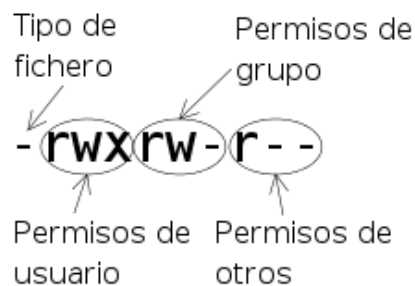 Tipo de
fichero
Permisos de
grupo
-rwxrw-r--
Permisos de
usuario
Permisos de
otros